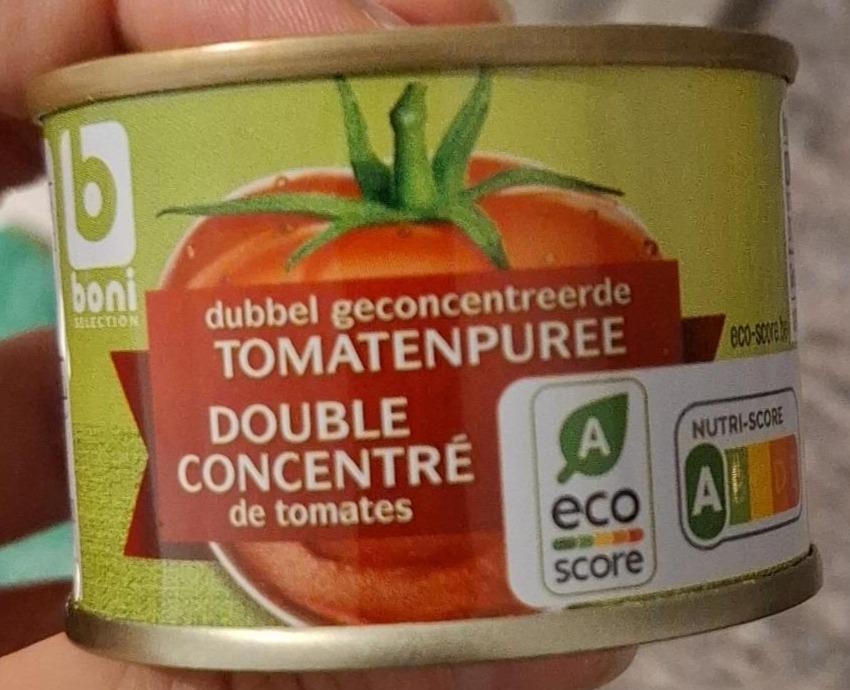 b
boni
SELECTION
dubbel geconcentreerde
TOMATENPUREE
DOUBLE
CONCENTRÉ
de tomates
eco-score.be
A
eco
score
NUTRI-SCORE
A B C D